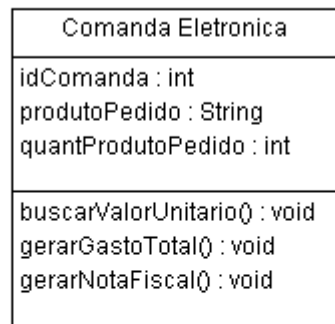 Comanda Eletronica
idComanda : int
produtoPedido : String
quantProdutoPedido : int
buscarValorUnitario() : void
gerarGastoTotal() : void
gerarNotaFiscal() : void